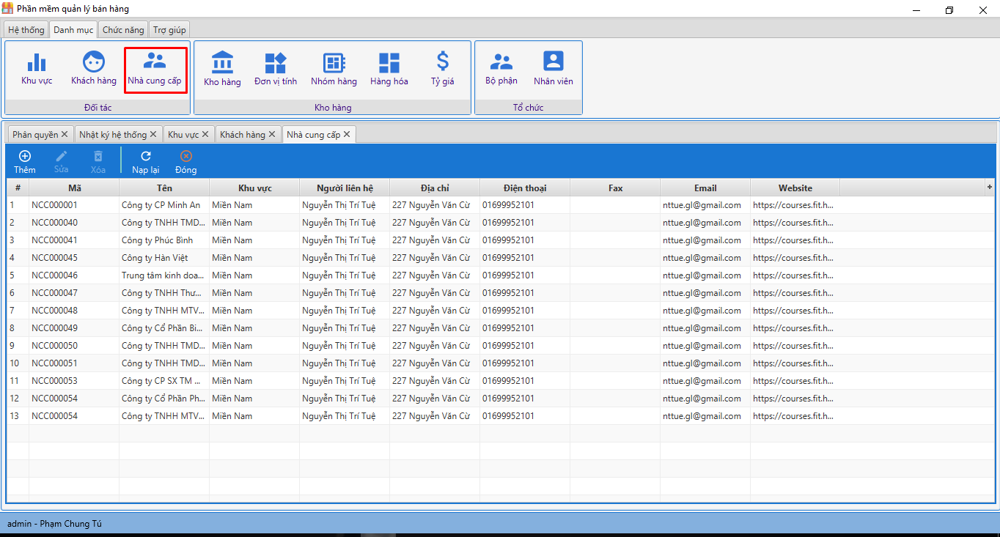 Phần mềm quản lý bán hàng
Hệ thống Danh mục Chức năng Trợ giúp
Khu vực Khách hàng Nhà cung cấp Kho hàng Đơn vị tính Nhóm hàng Hàng hóa Tỷ giá Bộ phận Nhân viên
Đối tác Kho hàng Tổ chức
Phân quyền Nhật ký hệ thống Khu vực Khách hàng Nhà cung cấp
Thêm Sửa Xóa Nạp lại Đóng
# Mã Tên Khu vực Người liên hệ Địa chỉ Điện thoại Fax Email Website +
1 NCC000001 Công ty CP Minh An Miền Nam Nguyễn Thị Trí Tuệ 227 Nguyễn Văn Cừ 01699952101 nttue.gl@gmail.com https://courses.fit.h...
2 NCC000040 Công ty TNHH TMD... Miền Nam Nguyễn Thị Trí Tuệ 227 Nguyễn Văn Cừ 01699952101 nttue.gl@gmail.com https://courses.fit.h...
3 NCC000041 Công ty Phúc Bình Miền Nam Nguyễn Thị Trí Tuệ 227 Nguyễn Văn Cừ 01699952101 nttue.gl@gmail.com https://courses.fit.h...
4 NCC000045 Công ty Hàn Việt Miền Nam Nguyễn Thị Trí Tuệ 227 Nguyễn Văn Cừ 01699952101 nttue.gl@gmail.com https://courses.fit.h...
5 NCC000046 Trung tâm kinh doa... Miền Nam Nguyễn Thị Trí Tuệ 227 Nguyễn Văn Cừ 01699952101 nttue.gl@gmail.com https://courses.fit.h...
6 NCC000047 Công ty TNHH Thư... Miền Nam Nguyễn Thị Trí Tuệ 227 Nguyễn Văn Cừ 01699952101 nttue.gl@gmail.com https://courses.fit.h...
7 NCC000048 Công ty TNHH MTV... Miền Nam Nguyễn Thị Trí Tuệ 227 Nguyễn Văn Cừ 01699952101 nttue.gl@gmail.com https://courses.fit.h...
8 NCC000049 Công ty Cổ Phần Bi... Miền Nam Nguyễn Thị Trí Tuệ 227 Nguyễn Văn Cừ 01699952101 nttue.gl@gmail.com https://courses.fit.h...
9 NCC000050 Công ty TNHH TMD... Miền Nam Nguyễn Thị Trí Tuệ 227 Nguyễn Văn Cừ 01699952101 nttue.gl@gmail.com https://courses.fit.h...
10 NCC000051 Công ty TNHH TMD... Miền Nam Nguyễn Thị Trí Tuệ 227 Nguyễn Văn Cừ 01699952101 nttue.gl@gmail.com https://courses.fit.h...
11 NCC000053 Công ty CP SX TM ... Miền Nam Nguyễn Thị Trí Tuệ 227 Nguyễn Văn Cừ 01699952101 nttue.gl@gmail.com https://courses.fit.h...
12 NCC000054 Công ty Cổ Phần Ph... Miền Nam Nguyễn Thị Trí Tuệ 227 Nguyễn Văn Cừ 01699952101 nttue.gl@gmail.com https://courses.fit.h...
13 NCC000054 Công ty TNHH MTV... Miền Nam Nguyễn Thị Trí Tuệ 227 Nguyễn Văn Cừ 01699952101 nttue.gl@gmail.com https://courses.fit.h...
admin - Phạm Chung Tú